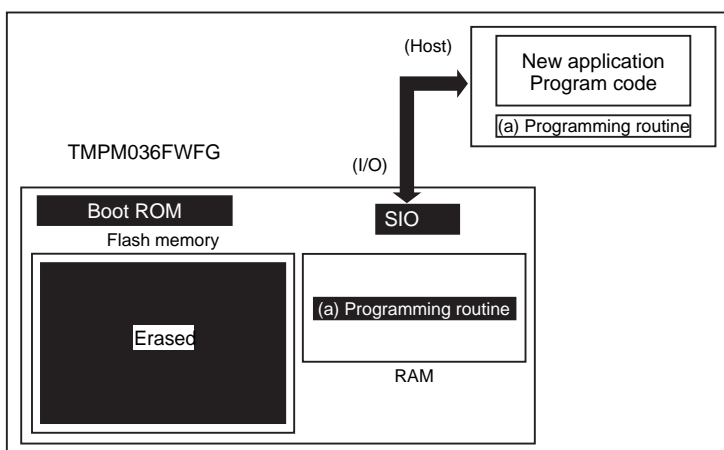 (Host)
New application
Program code
(a) Programming routine
TMPM036FWFG
(I/O)
Boot ROM
SIO
Flash memory
(a) Programming routine
Erased
RAM